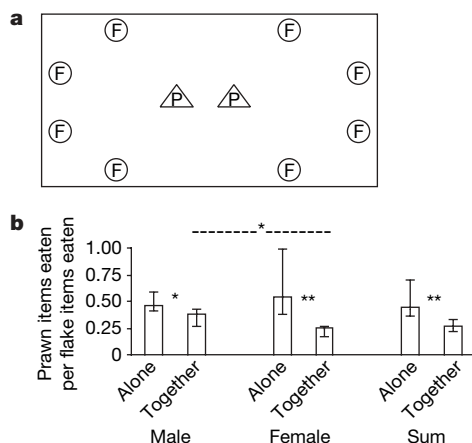 a
F F
F F
P P
F F
F F
b
*
Prawn items eaten
per flake items eaten
1.00
0.75
0.50
0.25
0
* ** **
Alone Together Alone Together Alone Together
Male Female Sum